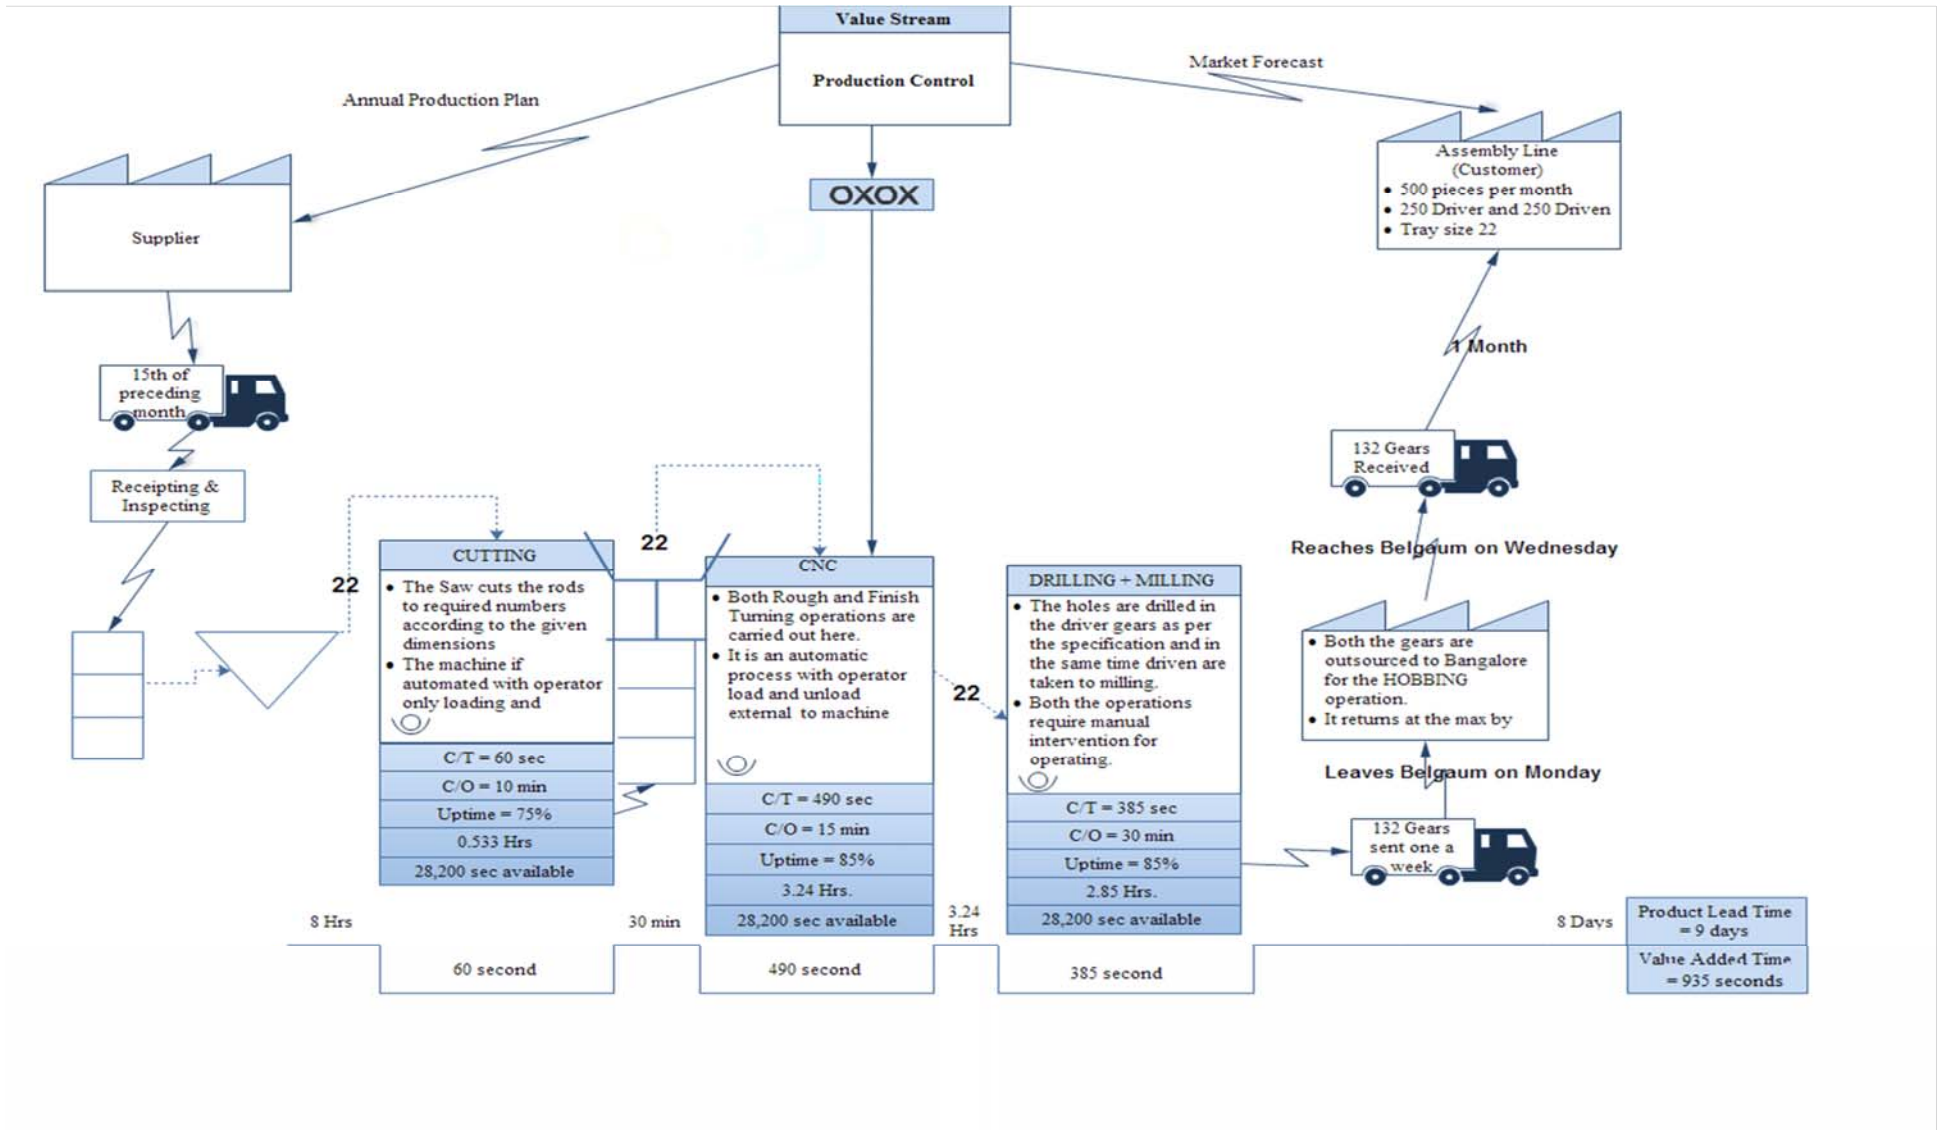 Value Stream
Production Control
Market Forecast
Annual Production Plan
OXOX
Assembly Line
(Customer)
• 500 pieces per month
• 250 Driver and 250 Driven
• Tray size 22
Supplier
1 Month
15th of
preceding
month
132 Gears
Received
Receipting &
Inspecting
Reaches Belgaum on Wednesday
22
CUTTING
• The Saw cuts the rods
to required numbers
according to the given
dimensions
• The machine if
automated with operator
only loading and
C/T = 60 sec
C/O = 10 min
Uptime = 75%
0.533 Hrs
28,200 sec available
22
CNC
• Both Rough and Finish
Turning operations are
carried out here.
• It is an automatic
process with operator
load and unload
external to machine
C/T = 490 sec
C/O = 15 min
Uptime = 85%
3.24 Hrs.
28,200 sec available
22
DRILLING + MILLING
• The holes are drilled in
the driver gears as per
the specification and in
the same time driven are
taken to milling.
• Both the operations
require manual
intervention for
operating.
C/T = 385 sec
C/O = 30 min
Uptime = 85%
2.85 Hrs.
28,200 sec available
• Both the gears are
outsourced to Bangalore
for the HOBBING
operation.
• It returns at the max by
Leaves Belgaum on Monday
132 Gears
sent one a
week
8 Hrs
30 min
3.24
Hrs
8 Days
Product Lead Time
= 9 days
60 second
490 second
385 second
Value Added Time
= 935 seconds